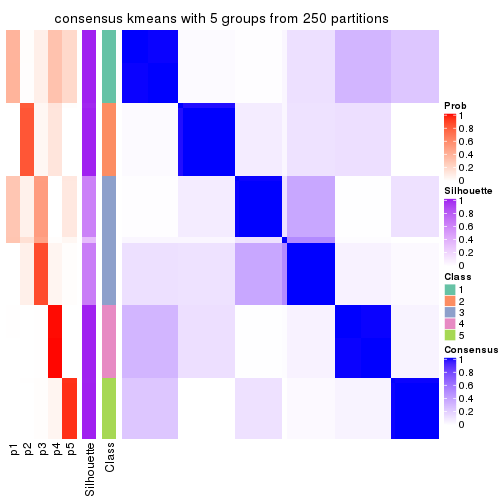 consensus kmeans with 5 groups from 250 partitions
Prob
1
0.8
0.6
0.4
0.2
0
Silhouette
1
0.8
0.6
0.4
0.2
0
Class
1
2
3
4
5
Consensus
1
0.8
0.6
0.4
0.2
0
p1
p2
p3
p4
p5
Silhouette
Class